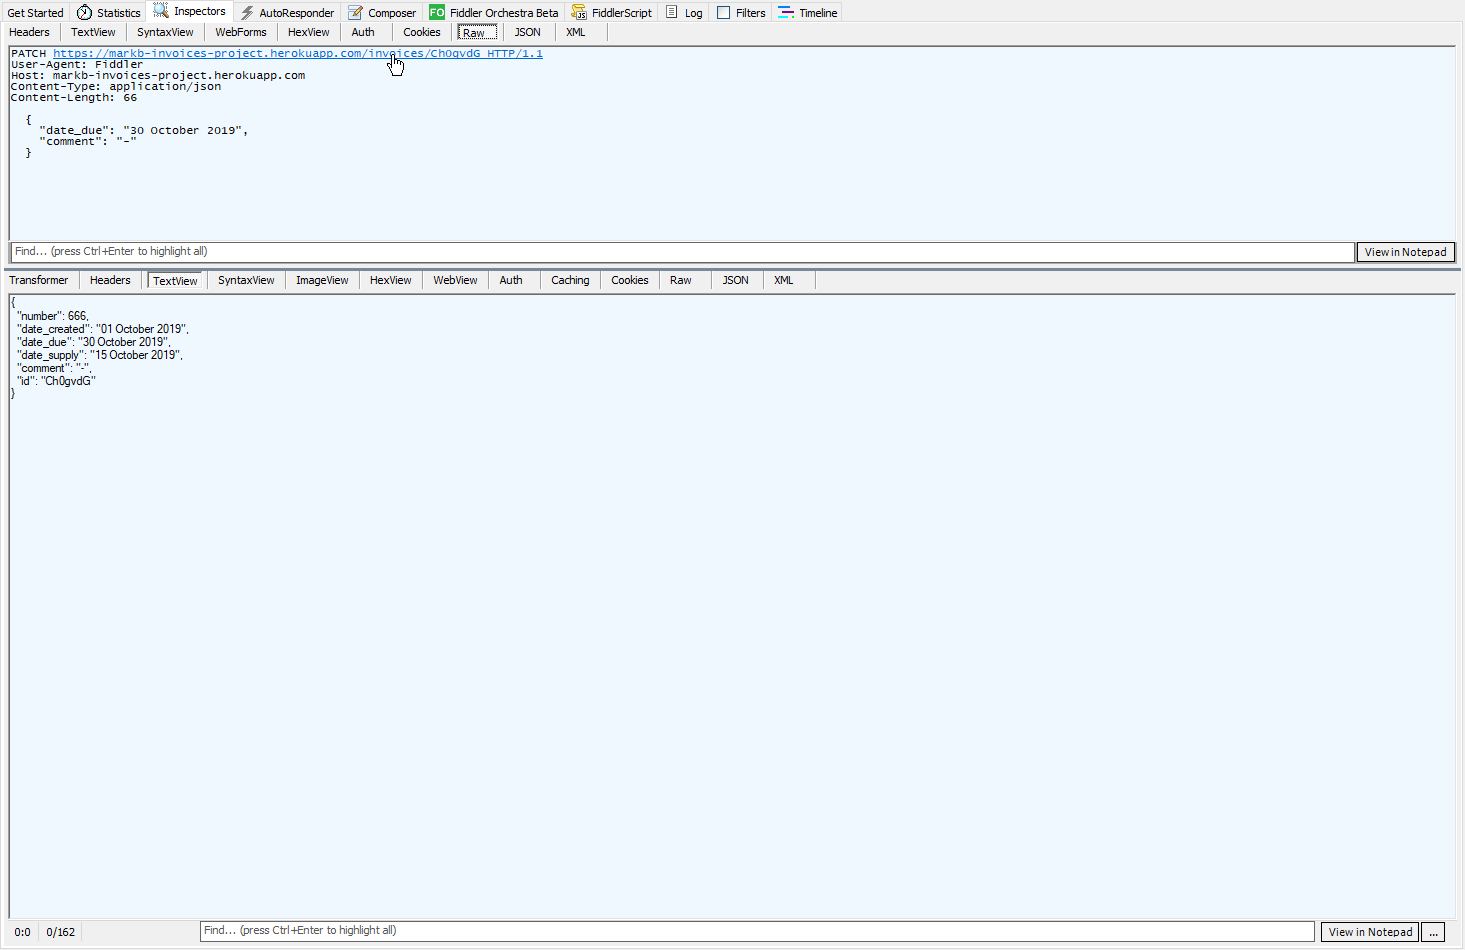 Get Started Statistics Inspectors AutoResponder Composer FO Fiddler Orchestra Beta JS FiddlerScript Log Filters Timeline
Headers TextView SyntaxView WebForms HexView Auth Cookies Raw JSON XML
PATCH https://markb-invoices-project.herokuapp.com/invoices/Ch0gvdG HTTP/1.1
User-Agent: Fiddler
Host: markb-invoices-project.herokuapp.com
Content-Type: application/json
Content-Length: 66
{
"date_due": "30 October 2019",
"comment": "-"
}
Find... (press Ctrl+Enter to highlight all) View in Notepad
Transformer Headers TextView SyntaxView ImageView HexView WebView Auth Caching Cookies Raw JSON XML
{
"number": 666,
"date_created": "01 October 2019",
"date_due": "30 October 2019",
"date_supply": "15 October 2019",
"comment": "-",
"id": "Ch0gvdG"
}
0:0 0/162 Find... (press Ctrl+Enter to highlight all) View in Notepad ...